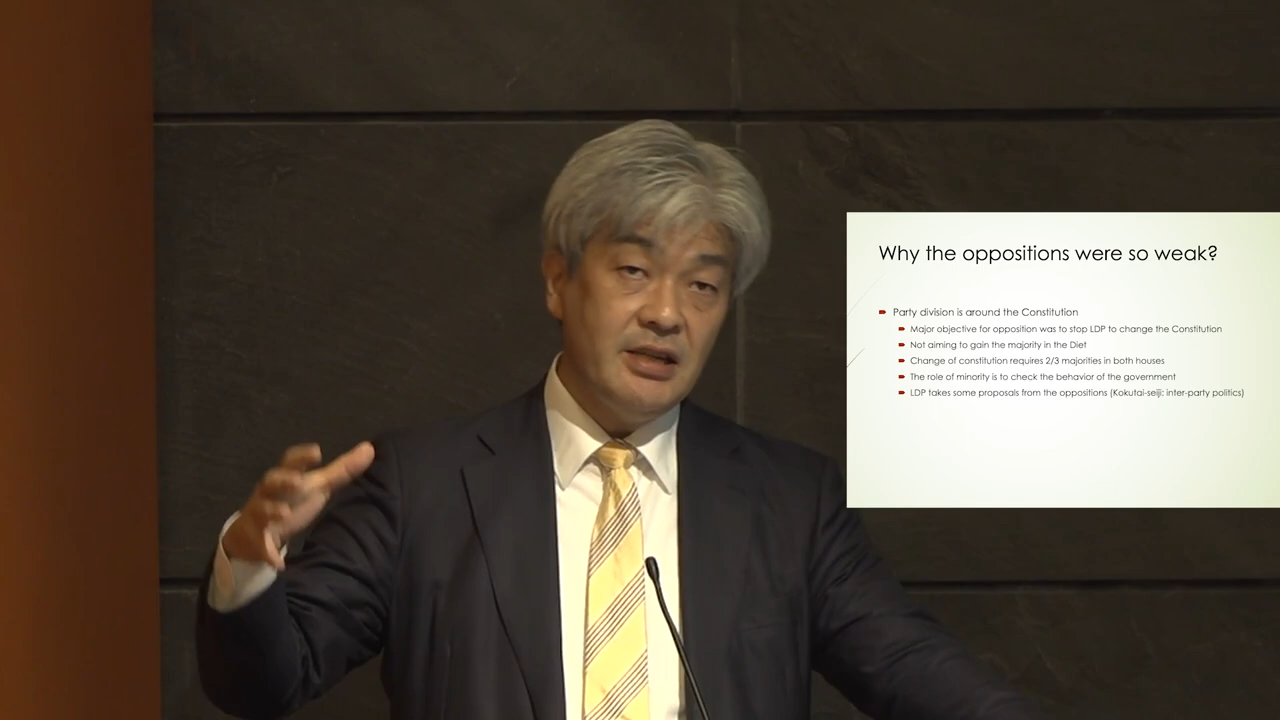 Why the oppositions were so weak?
Party division is around the Constitution
Major objective for opposition was to stop LDP to change the Constitution
Not aiming to gain the majority in the Diet
Change of constitution requires 2/3 majorities in both houses
The role of minority is to check the behavior of the government
LDP takes some proposals from the oppositions (Kokutai-seiji: inter-party politics)